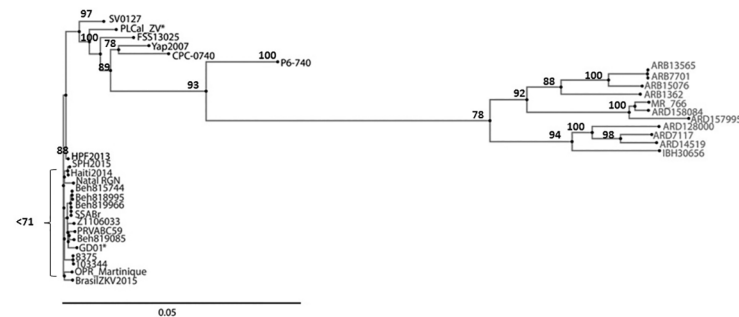 97
SV0127
PLCal_ZV*
100
FSS13025
78
Yap2007
CPC-0740
89
100
P6-740
93
78
92
88
100
ARB13565
ARB7701
ARB15076
ARB1362
100
MR_766
ARD158084
ARD157995
94
100
ARD128000
98
ARD7117
ARD14519
IBH30656
88
HPF2013
SPH2015
Haiti2014
Natal RGN
Beh815744
Beh818995
Beh819966
<71
SSABr
Z1106033
PRVABC59
Beh819085
GD01*
8375
103344
OPR_Martinique
BrasilZKV2015
0.05